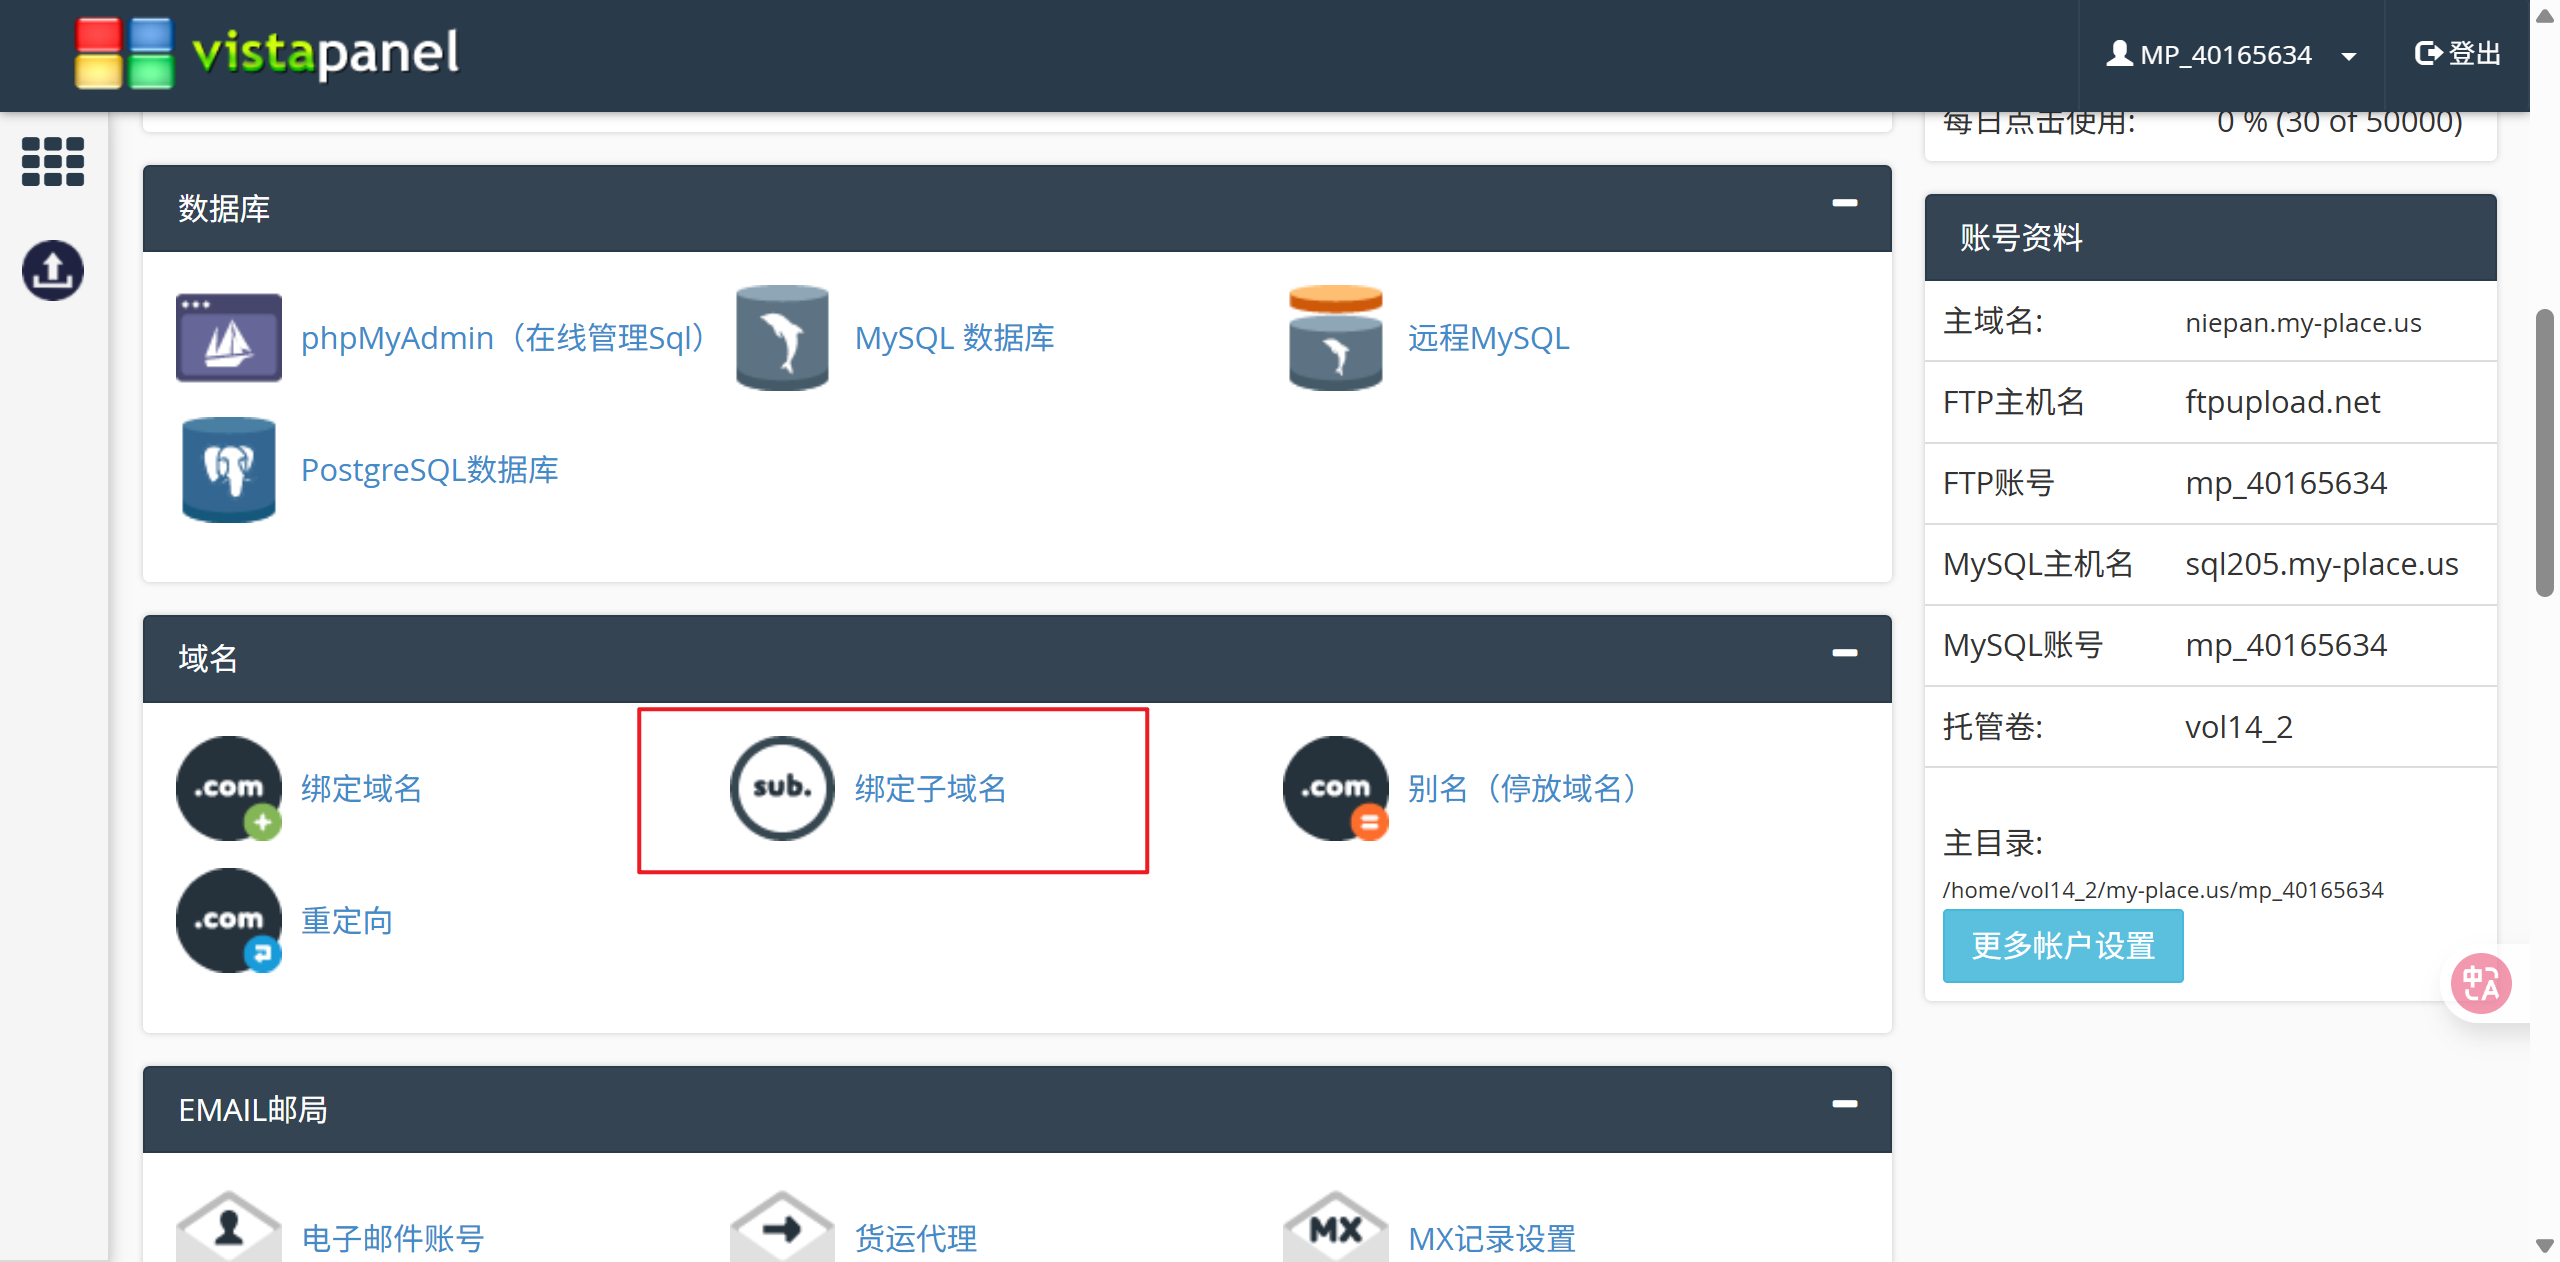 vistapanel
MP_40165634
登出
每日点击使用: 0 % (30 of 50000)
数据库
phpMyAdmin（在线管理Sql）
MySQL 数据库
远程MySQL
PostgreSQL数据库
域名
.com 绑定域名
sub. 绑定子域名
.com 别名（停放域名）
.com 重定向
EMAIL邮局
电子邮件账号
货运代理
MX MX记录设置
账号资料
主域名: niepan.my-place.us
FTP主机名 ftpupload.net
FTP账号 mp_40165634
MySQL主机名 sql205.my-place.us
MySQL账号 mp_40165634
托管卷: vol14_2
主目录:
/home/vol14_2/my-place.us/mp_40165634
更多帐户设置
中A